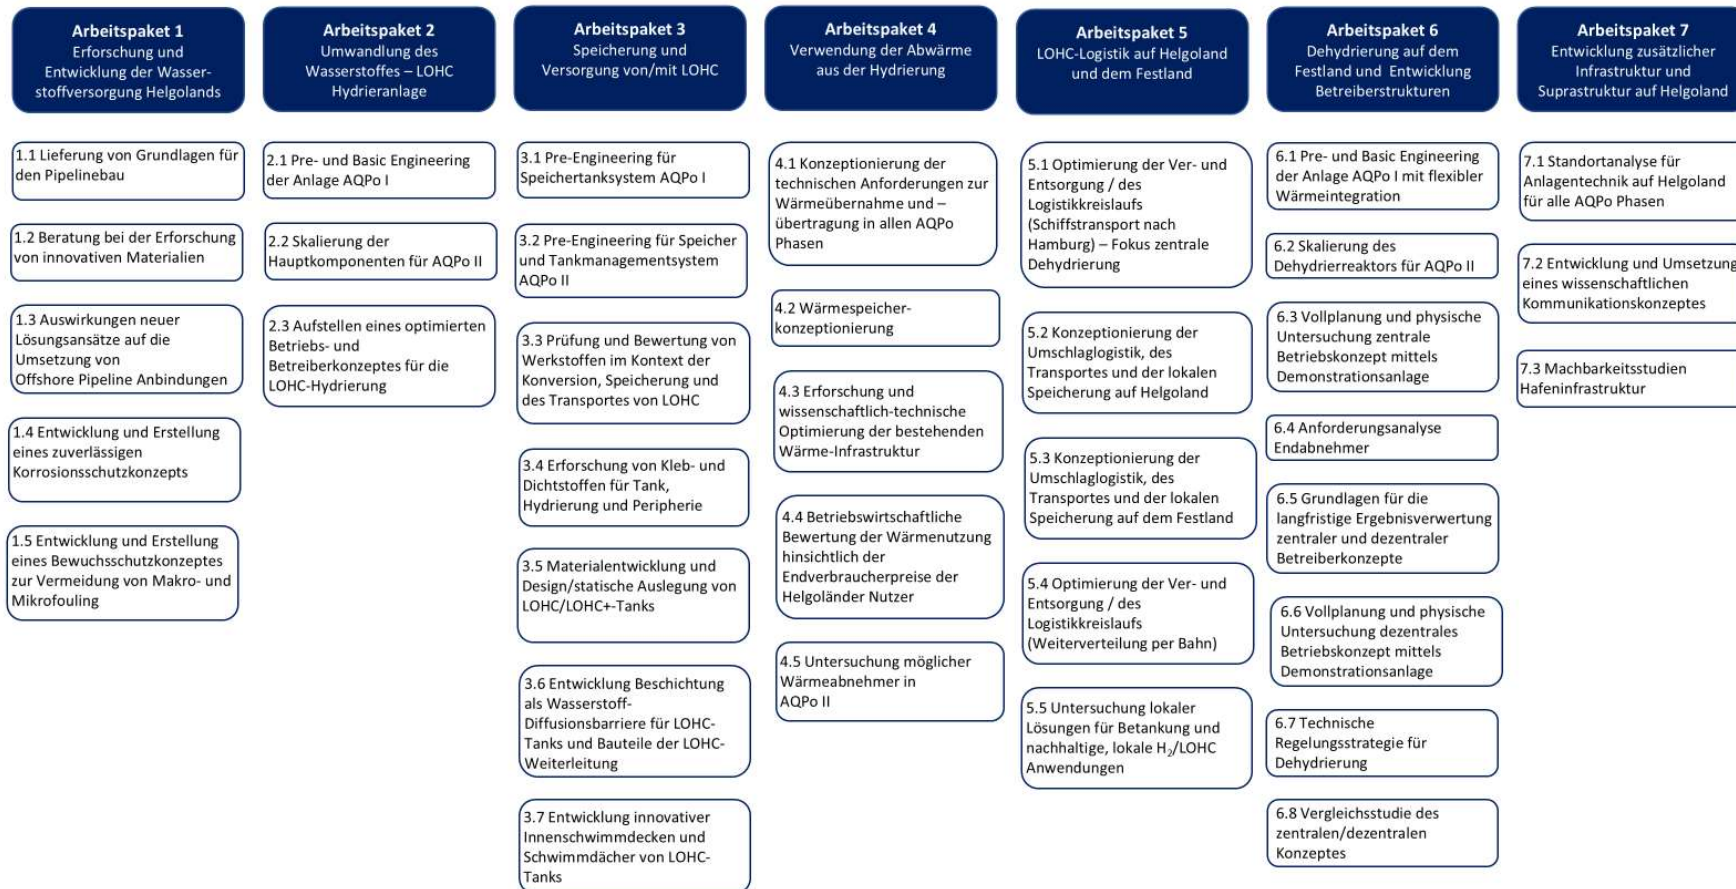 Arbeitspaket 1
Erforschung und
Entwicklung der Wasser-
stoffversorgung Helgolands
1.1 Lieferung von Grundlagen für
den Pipelinebau
1.2 Beratung bei der Erforschung
von innovativen Materialien
1.3 Auswirkungen neuer
Lösungsansätze auf die
Umsetzung von
Offshore Pipeline Anbindungen
1.4 Entwicklung und Erstellung
eines zuverlässigen
Korrosionsschutzkonzepts
1.5 Entwicklung und Erstellung
eines Bewuchsschutzkonzeptes
zur Vermeidung von Makro- und
Mikrofouling
Arbeitspaket 2
Umwandlung des
Wasserstoffes – LOHC
Hydrieranlage
2.1 Pre- und Basic Engineering
der Anlage AQPo I
2.2 Skalierung der
Hauptkomponenten für AQPo II
2.3 Aufstellen eines optimierten
Betriebs- und
Betreiberkonzeptes für die
LOHC-Hydrierung
Arbeitspaket 3
Speicherung und
Versorgung von/mit LOHC
3.1 Pre-Engineering für
Speichertanksystem AQPo I
3.2 Pre-Engineering für Speicher
und Tankmanagementsystem
AQPo II
3.3 Prüfung und Bewertung von
Werkstoffen im Kontext der
Konversion, Speicherung und
des Transportes von LOHC
3.4 Erforschung von Kleb- und
Dichtstoffen für Tank,
Hydrierung und Peripherie
3.5 Materialentwicklung und
Design/statische Auslegung von
LOHC/LOHC+-Tanks
3.6 Entwicklung Beschichtung
als Wasserstoff-
Diffusionsbarriere für LOHC-
Tanks und Bauteile der LOHC-
Weiterleitung
3.7 Entwicklung innovativer
Innenschwimmdecken und
Schwimmdächer von LOHC-
Tanks
Arbeitspaket 4
Verwendung der Abwärme
aus der Hydrierung
4.1 Konzeptionierung der
technischen Anforderungen zur
Wärmeübernahme und –
übertragung in allen AQPo
Phasen
4.2 Wärmespeicher-
konzeptionierung
4.3 Erforschung und
wissenschaftlich-technische
Optimierung der bestehenden
Wärme-Infrastruktur
4.4 Betriebswirtschaftliche
Bewertung der Wärmenutzung
hinsichtlich der
Endverbraucherpreise der
Helgoländer Nutzer
4.5 Untersuchung möglicher
Wärmeabnehmer in
AQPo II
Arbeitspaket 5
LOHC-Logistik auf Helgoland
und dem Festland
5.1 Optimierung der Ver- und
Entsorgung / des
Logistikkreislaufs
(Schiffstransport nach
Hamburg) – Fokus zentrale
Dehydrierung
5.2 Konzeptionierung der
Umschlaglogistik, des
Transportes und der lokalen
Speicherung auf Helgoland
5.3 Konzeptionierung der
Umschlaglogistik, des
Transportes und der lokalen
Speicherung auf dem Festland
5.4 Optimierung der Ver- und
Entsorgung / des
Logistikkreislaufs
(Weiterverteilung per Bahn)
5.5 Untersuchung lokaler
Lösungen für Betankung und
nachhaltige, lokale H₂/LOHC
Anwendungen
Arbeitspaket 6
Dehydrierung auf dem
Festland und Entwicklung
Betreiberstrukturen
6.1 Pre- und Basic Engineering
der Anlage AQPo I mit flexibler
Wärmeintegration
6.2 Skalierung des
Dehydrierreaktors für AQPo II
6.3 Vollplanung und physische
Untersuchung zentrale
Betriebskonzept mittels
Demonstrationsanlage
6.4 Anforderungsanalyse
Endabnehmer
6.5 Grundlagen für die
langfristige Ergebnisverwertung
zentraler und dezentraler
Betreiberkonzepte
6.6 Vollplanung und physische
Untersuchung dezentrales
Betriebskonzept mittels
Demonstrationsanlage
6.7 Technische
Regelungsstrategie für
Dehydrierung
6.8 Vergleichsstudie des
zentralen/dezentralen
Konzeptes
Arbeitspaket 7
Entwicklung zusätzlicher
Infrastruktur und
Suprastruktur auf Helgoland
7.1 Standortanalyse für
Anlagentechnik auf Helgoland
für alle AQPo Phasen
7.2 Entwicklung und Umsetzung
eines wissenschaftlichen
Kommunikationskonzeptes
7.3 Machbarkeitsstudien
Hafeninfrastruktur